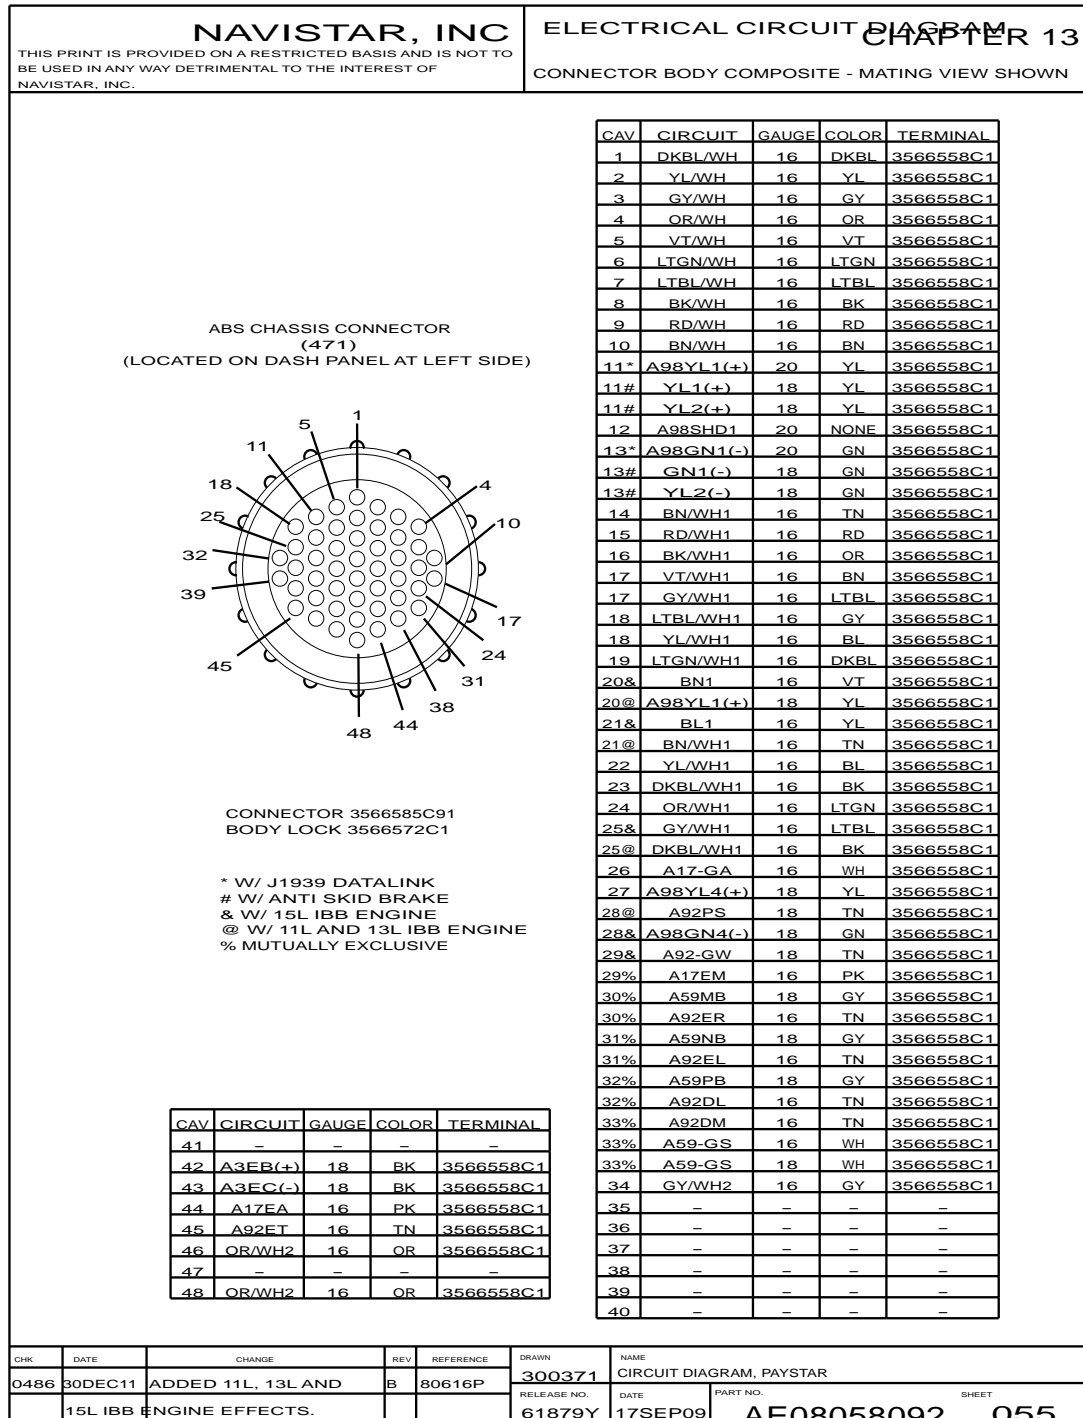 NAVISTAR, INC
THIS PRINT IS PROVIDED ON A RESTRICTED BASIS AND IS NOT TO
BE USED IN ANY WAY DETRIMENTAL TO THE INTEREST OF
NAVISTAR, INC.
ELECTRICAL CIRCUIT DIAGRAM
CHAPTER 13
CONNECTOR BODY COMPOSITE - MATING VIEW SHOWN
ABS CHASSIS CONNECTOR
(471)
(LOCATED ON DASH PANEL AT LEFT SIDE)
1
5
11
18
25
32
39
45
48
44
38
31
24
17
10
4
CONNECTOR 3566585C91
BODY LOCK 3566572C1
* W/ J1939 DATALINK
# W/ ANTI SKID BRAKE
& W/ 15L IBB ENGINE
@ W/ 11L AND 13L IBB ENGINE
% MUTUALLY EXCLUSIVE
CAV CIRCUIT GAUGE COLOR TERMINAL
1 DKBL/WH 16 DKBL 3566558C1
2 YL/WH 16 YL 3566558C1
3 GY/WH 16 GY 3566558C1
4 OR/WH 16 OR 3566558C1
5 VT/WH 16 VT 3566558C1
6 LTGN/WH 16 LTGN 3566558C1
7 LTBL/WH 16 LTBL 3566558C1
8 BK/WH 16 BK 3566558C1
9 RD/WH 16 RD 3566558C1
10 BN/WH 16 BN 3566558C1
11* A98YL1(+) 20 YL 3566558C1
11# YL1(+) 18 YL 3566558C1
11# YL2(+) 18 YL 3566558C1
12 A98SHD1 20 NONE 3566558C1
13* A98GN1(-) 20 GN 3566558C1
13# GN1(-) 18 GN 3566558C1
13# YL2(-) 18 GN 3566558C1
14 BN/WH1 16 TN 3566558C1
15 RD/WH1 16 RD 3566558C1
16 BK/WH1 16 OR 3566558C1
17 VT/WH1 16 BN 3566558C1
17 GY/WH1 16 LTBL 3566558C1
18 LTBL/WH1 16 GY 3566558C1
18 YL/WH1 16 BL 3566558C1
19 LTGN/WH1 16 DKBL 3566558C1
20& BN1 16 VT 3566558C1
20@ A98YL1(+) 18 YL 3566558C1
21& BL1 16 YL 3566558C1
21@ BN/WH1 16 TN 3566558C1
22 YL/WH1 16 BL 3566558C1
23 DKBL/WH1 16 BK 3566558C1
24 OR/WH1 16 LTGN 3566558C1
25& GY/WH1 16 LTBL 3566558C1
25@ DKBL/WH1 16 BK 3566558C1
26 A17-GA 16 WH 3566558C1
27 A98YL4(+) 18 YL 3566558C1
28@ A92PS 18 TN 3566558C1
28& A98GN4(-) 18 GN 3566558C1
29& A92-GW 18 TN 3566558C1
29% A17EM 16 PK 3566558C1
30% A59MB 18 GY 3566558C1
30% A92ER 16 TN 3566558C1
31% A59NB 18 GY 3566558C1
31% A92EL 16 TN 3566558C1
32% A59PB 18 GY 3566558C1
32% A92DL 16 TN 3566558C1
33% A92DM 16 TN 3566558C1
33% A59-GS 16 WH 3566558C1
33% A59-GS 18 WH 3566558C1
34 GY/WH2 16 GY 3566558C1
35 – – – –
36 – – – –
37 – – – –
38 – – – –
39 – – – –
40 – – – –
CAV CIRCUIT GAUGE COLOR TERMINAL
41 – – – –
42 A3EB(+) 18 BK 3566558C1
43 A3EC(-) 18 BK 3566558C1
44 A17EA 16 PK 3566558C1
45 A92ET 16 TN 3566558C1
46 OR/WH2 16 OR 3566558C1
47 – – – –
48 OR/WH2 16 OR 3566558C1
CHK DATE CHANGE REV REFERENCE
0486 30DEC11 ADDED 11L, 13L AND B 80616P
15L IBB ENGINE EFFECTS.
DRAWN
300371
NAME
CIRCUIT DIAGRAM, PAYSTAR
RELEASE NO.
61879Y
DATE
17SEP09
PART NO.
AE08058092
SHEET
055